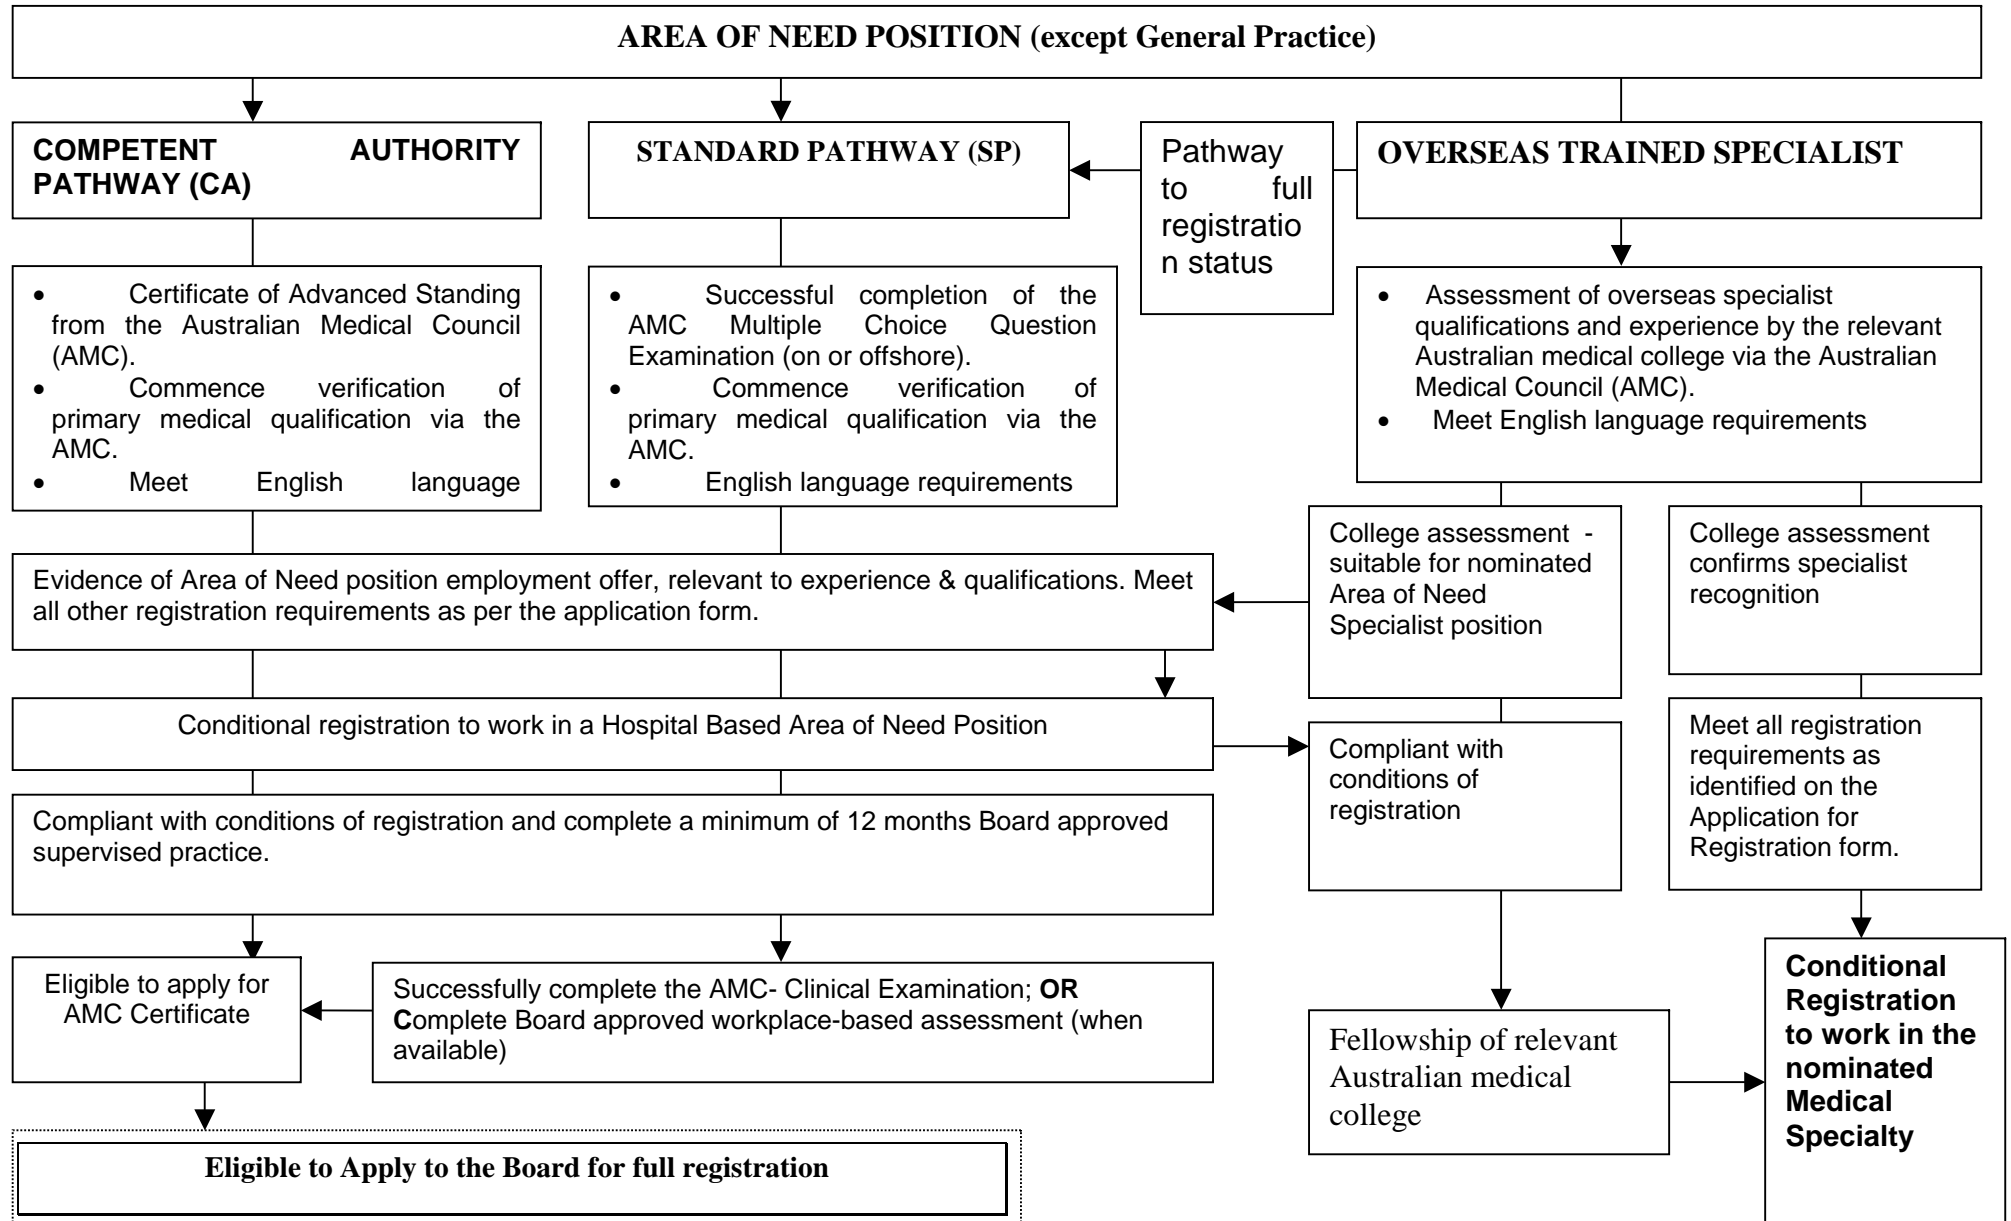 AREA OF NEED POSITION (except General Practice)
COMPETENT AUTHORITY
PATHWAY (CA)
STANDARD PATHWAY (SP)
Pathway
to full
registratio
n status
OVERSEAS TRAINED SPECIALIST
• Certificate of Advanced Standing
from the Australian Medical Council
(AMC).
• Commence verification of
primary medical qualification via the
AMC.
• Meet English language
• Successful completion of the
AMC Multiple Choice Question
Examination (on or offshore).
• Commence verification of
primary medical qualification via the
AMC.
• English language requirements
• Assessment of overseas specialist
qualifications and experience by the relevant
Australian medical college via the Australian
Medical Council (AMC).
• Meet English language requirements
Evidence of Area of Need position employment offer, relevant to experience & qualifications. Meet
all other registration requirements as per the application form.
College assessment -
suitable for nominated
Area of Need
Specialist position
College assessment
confirms specialist
recognition
Conditional registration to work in a Hospital Based Area of Need Position
Compliant with
conditions of
registration
Meet all registration
requirements as
identified on the
Application for
Registration form.
Compliant with conditions of registration and complete a minimum of 12 months Board approved
supervised practice.
Eligible to apply for
AMC Certificate
Successfully complete the AMC- Clinical Examination; OR
Complete Board approved workplace-based assessment (when
available)
Fellowship of relevant
Australian medical
college
Conditional
Registration
to work in the
nominated
Medical
Specialty
Eligible to Apply to the Board for full registration